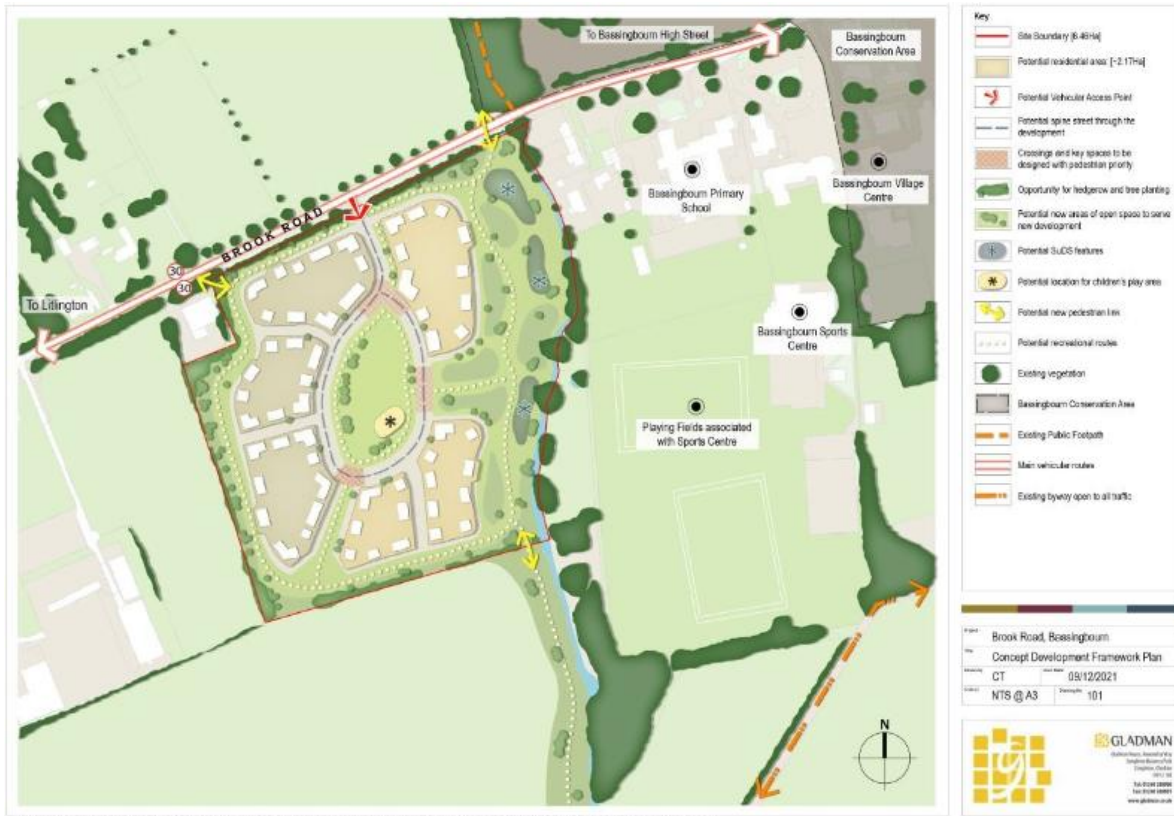 To Bassingbourn High Street
Bassingbourn
Conservation Area
Bassingbourn Primary
School
Bassingbourn Village
Centre
BROOK ROAD
30
30
To Litlington
Bassingbourn Sports
Centre
Playing Fields associated
with Sports Centre
N
Key
Site Boundary [6.46Ha]
Potential residential area: [~2.17Ha]
Potential Vehicular Access Point
Potential spine street through the
development
Crossings and key spaces to be
designed with pedestrian priority
Opportunity for hedgerow and tree planting
Potential new areas of open space to serve
new development
Potential SuDS features
Potential location for children's play area
Potential new pedestrian link
Potential recreational routes
Existing vegetation
Bassingbourn Conservation Area
Existing Public Footpath
Main vehicular routes
Existing byway open to all traffic
Brook Road, Bassingbourn
Concept Development Framework Plan
CT 09/12/2021
NTS @ A3 101
GLADMAN
www.gladman.co.uk